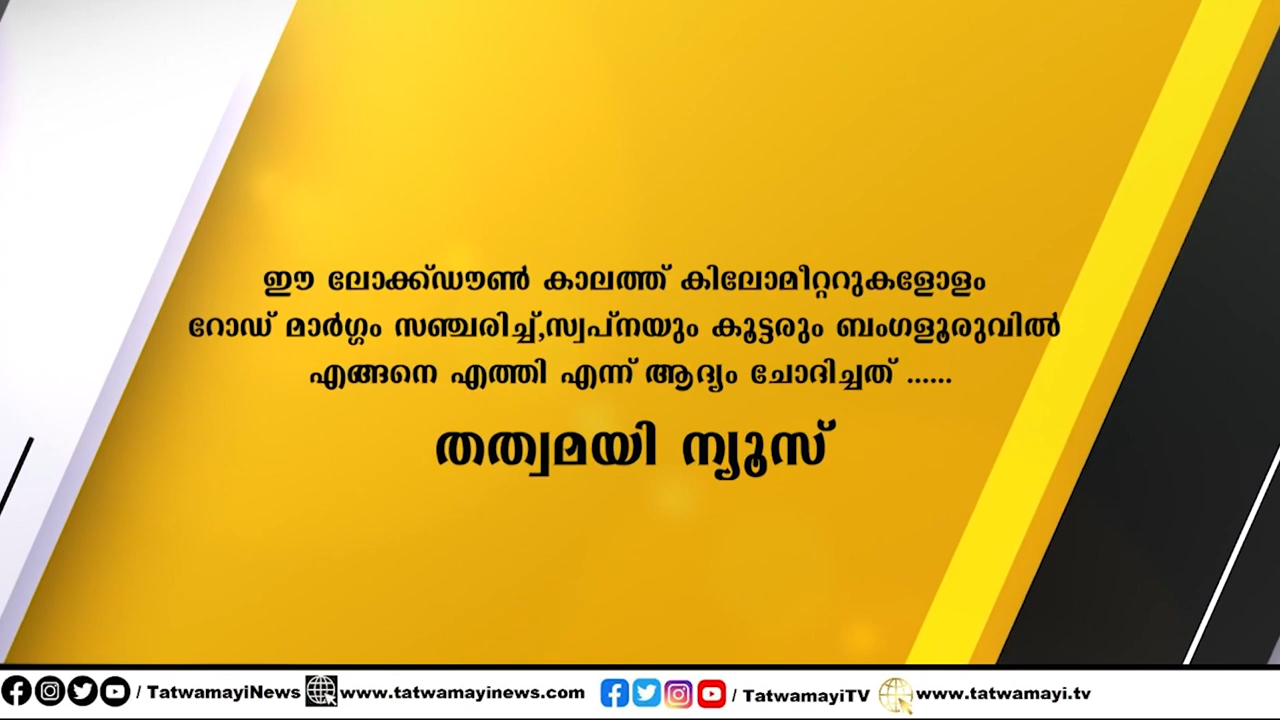 ഈ ലോക്ക്ഡൗൺ കാലത്ത് കിലോമീറ്ററുകളോളം
റോഡ് മാർഗ്ഗം സഞ്ചരിച്ച്,സ്വപ്നയും കൂട്ടരും ബംഗളൂരുവിൽ
എങ്ങനെ എത്തി എന്ന് ആദ്യം ചോദിച്ചത് ......
തത്വമയി ന്യൂസ്
/ TatwamayiNews www.tatwamayinews.com / TatwamayiTV www.tatwamayi.tv